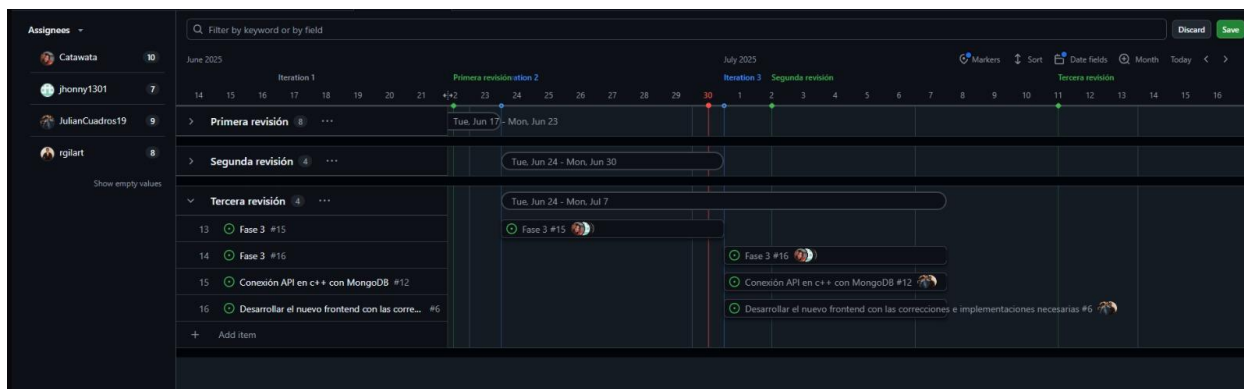 Assignees
Catawata 10
jhonny1301 7
JulianCuadros19 9
rgilart 8
Show empty values
Filter by keyword or by field
Discard Save
June 2025 July 2025 Markers Sort Date fields Month Today
Iteration 1 Primera revisión ation 2 Iteration 3 Segunda revisión Tercera revisión
14 15 16 17 18 19 20 21 2 23 24 25 26 27 28 29 30 1 2 3 4 5 6 7 8 9 10 11 12 13 14 15 16
Primera revisión 8 ... Tue, Jun 17 - Mon, Jun 23
Segunda revisión 4 ... Tue, Jun 24 - Mon, Jun 30
Tercera revisión 4 ... Tue, Jun 24 - Mon, Jul 7
13 Fase 3 #15 Fase 3 #15
14 Fase 3 #16 Fase 3 #16
15 Conexión API en c++ con MongoDB #12 Conexión API en c++ con MongoDB #12
16 Desarrollar el nuevo frontend con las corre... #6 Desarrollar el nuevo frontend con las correcciones e implementaciones necesarias #6
+ Add item